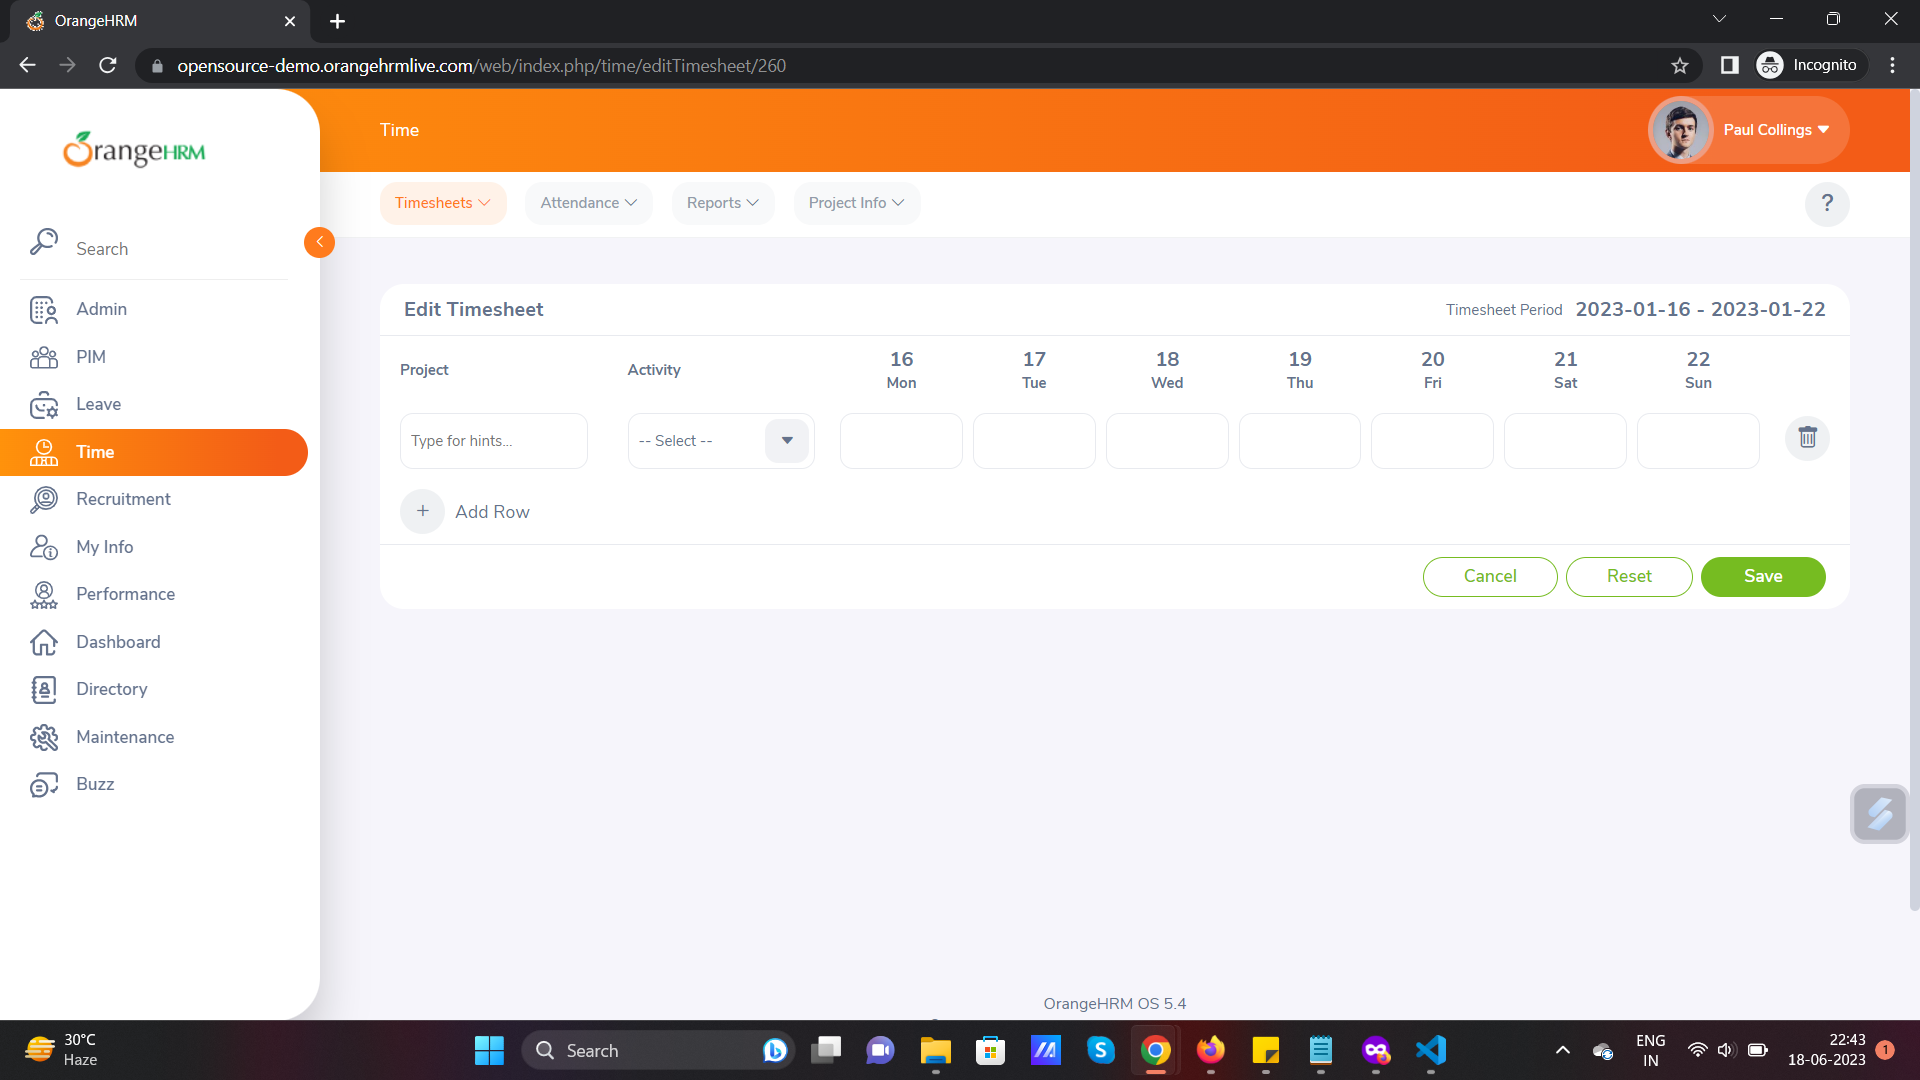 OrangeHRM
opensource-demo.orangehrmlive.com/web/index.php/time/editTimesheet/260
Incognito
OrangeHRM
Time
Paul Collings
Timesheets
Attendance
Reports
Project Info
?
Search
Admin
PIM
Leave
Time
Recruitment
My Info
Performance
Dashboard
Directory
Maintenance
Buzz
Edit Timesheet
Timesheet Period 2023-01-16 - 2023-01-22
Project Activity 16 Mon 17 Tue 18 Wed 19 Thu 20 Fri 21 Sat 22 Sun
Type for hints... -- Select --
+ Add Row
Cancel Reset Save
OrangeHRM OS 5.4
30°C
Haze
Search
ENG
IN
22:43
18-06-2023
1